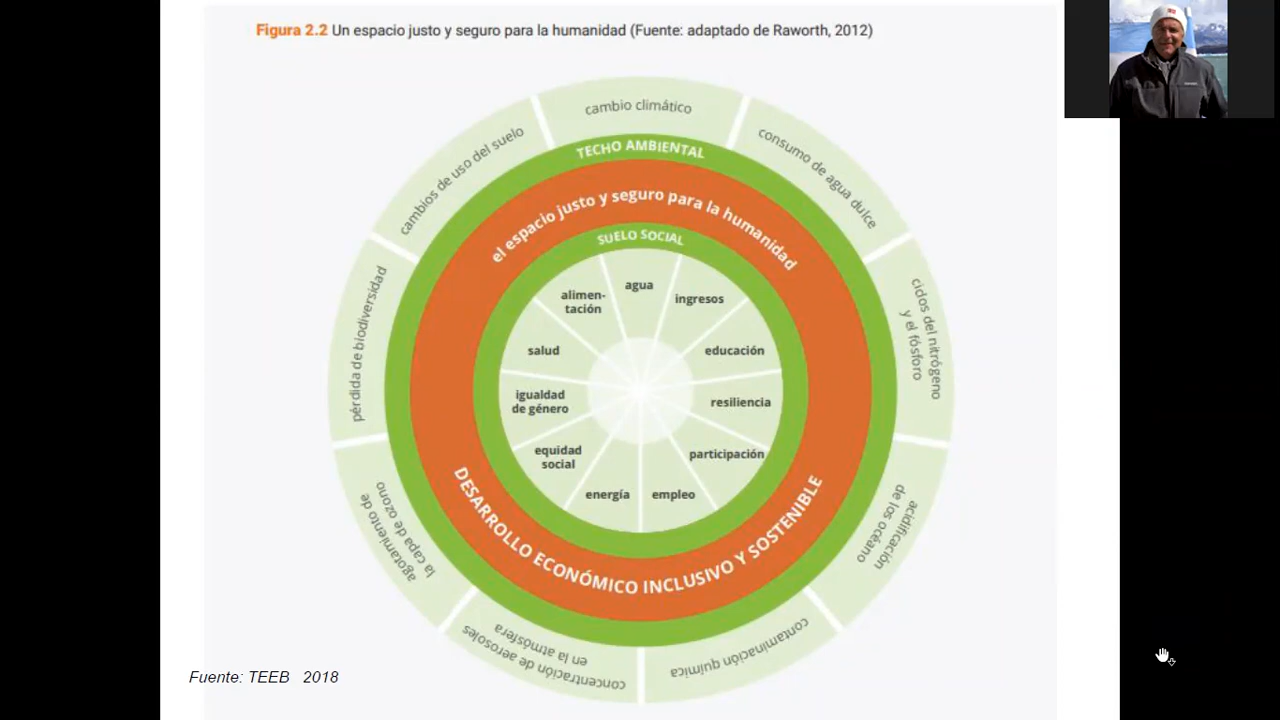 Figura 2.2 Un espacio justo y seguro para la humanidad (Fuente: adaptado de Raworth, 2012)
cambio climático
consumo de agua dulce
ciclos del nitrógeno
y el fósforo
acidificación
de los océano
contaminación química
concentración de aerosoles
en la atmósfera
agotamiento de
la capa de ozono
pérdida de biodiversidad
cambios de uso del suelo
TECHO AMBIENTAL
el espacio justo y seguro para la humanidad
SUELO SOCIAL
agua
ingresos
educación
resiliencia
participación
empleo
energía
equidad
social
igualdad
de género
salud
alimen-
tación
DESARROLLO ECONÓMICO INCLUSIVO Y SOSTENIBLE
Fuente: TEEB 2018